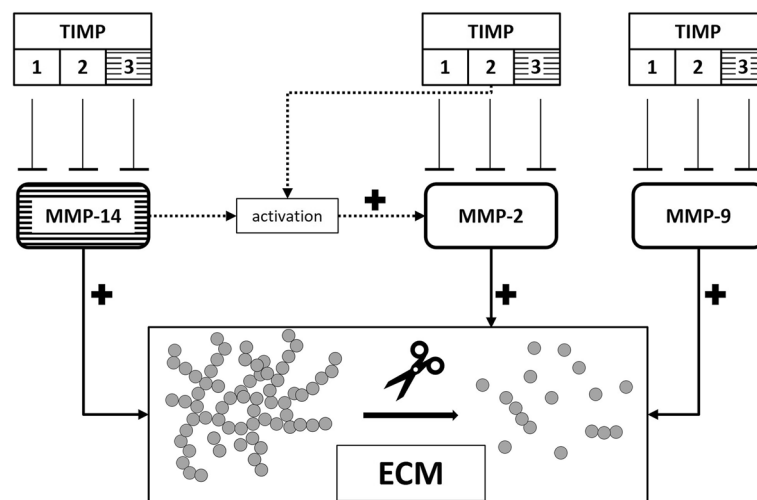 TIMP
1 2 3
TIMP
1 2 3
TIMP
1 2 3
MMP-14
activation
+
MMP-2
MMP-9
+
+
+
ECM